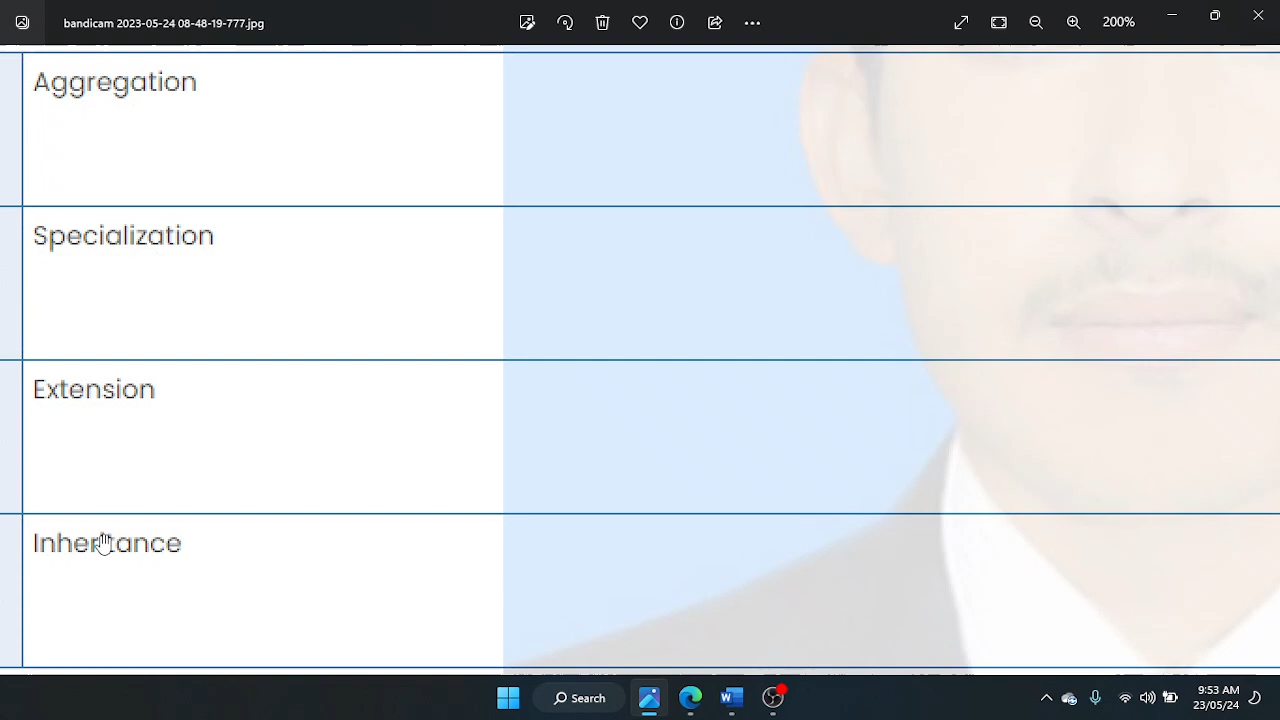 bandicam 2023-05-24 08-48-19-777.jpg
200%
Aggregation
Specialization
Extension
Inheritance
Search
9:53 AM
23/05/24